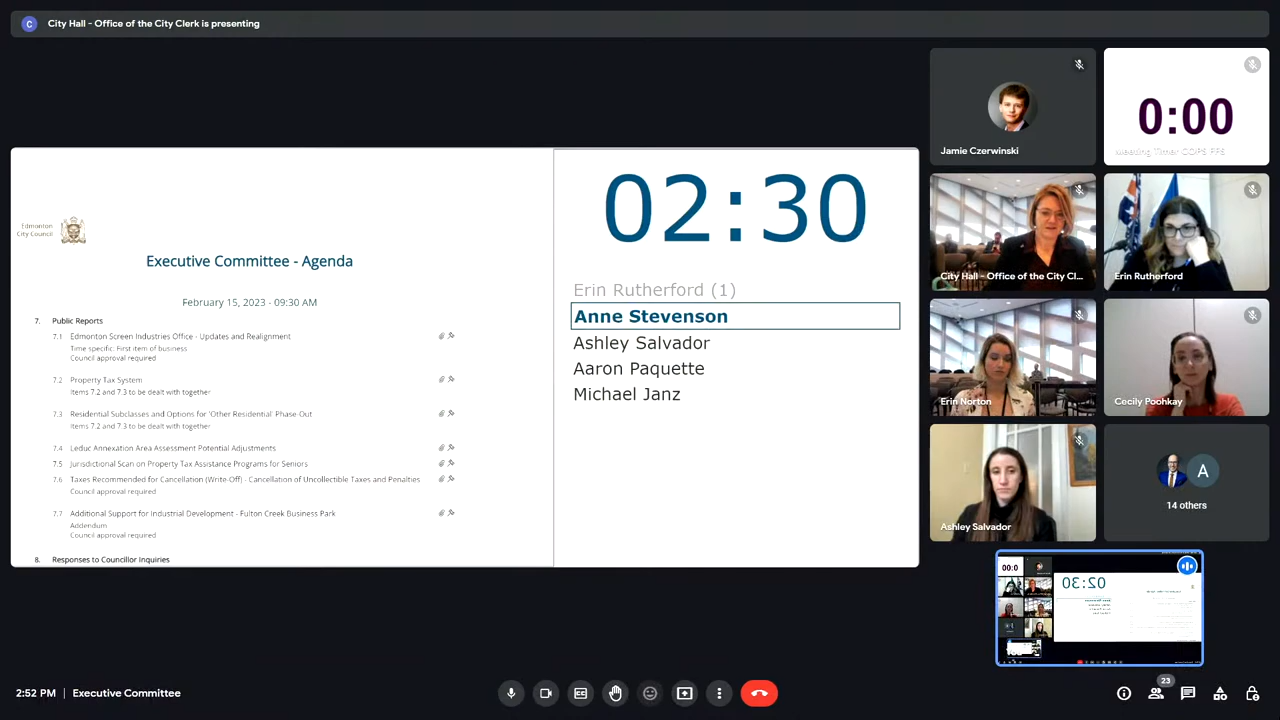 C City Hall - Office of the City Clerk is presenting
Edmonton
City Council
Executive Committee - Agenda
February 15, 2023 - 09:30 AM
7. Public Reports
7.1 Edmonton Screen Industries Office - Updates and Realignment
Time specific: First item of business
Council approval required
7.2 Property Tax System
Items 7.2 and 7.3 to be dealt with together
7.3 Residential Subclasses and Options for 'Other Residential' Phase Out
Items 7.2 and 7.3 to be dealt with together
7.4 Leduc Annexation Area Assessment Potential Adjustments
7.5 Jurisdictional Scan on Property Tax Assistance Programs for Seniors
7.6 Taxes Recommended for Cancellation (Write-Off) - Cancellation of Uncollectible Taxes and Penalties
Council approval required
7.7 Additional Support for Industrial Development - Fulton Creek Business Park
Addendum
Council approval required
8. Responses to Councillor Inquiries
02:30
Erin Rutherford (1)
Anne Stevenson
Ashley Salvador
Aaron Paquette
Michael Janz
Jamie Czerwinski
0:00
Meeting Timer COPS FFS
City Hall - Office of the City Cl...
Erin Rutherford
Erin Norton
Cecily Poohkay
Ashley Salvador
A
14 others
00:0
02:30
2:52 PM | Executive Committee
23